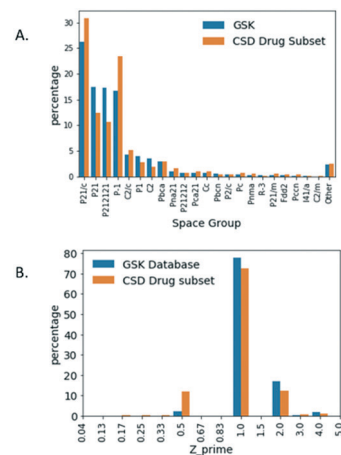 A.
GSK
CSD Drug Subset
percentage
30
25
20
15
10
5
0
P21/c
P21
P212121
P-1
C2/c
P1
C2
Pbca
Pna21
P21212
Pca21
Cc
Pbcn
P2/c
Pc
Pnma
R-3
P21/m
Fdd2
Pccn
I41/a
C2/m
Other
Space Group
B.
GSK Database
CSD Drug subset
percentage
80
70
60
50
40
30
20
10
0
0.04
0.13
0.17
0.25
0.33
0.5
0.67
0.83
1.0
1.5
2.0
3.0
4.0
5.0
Z_prime